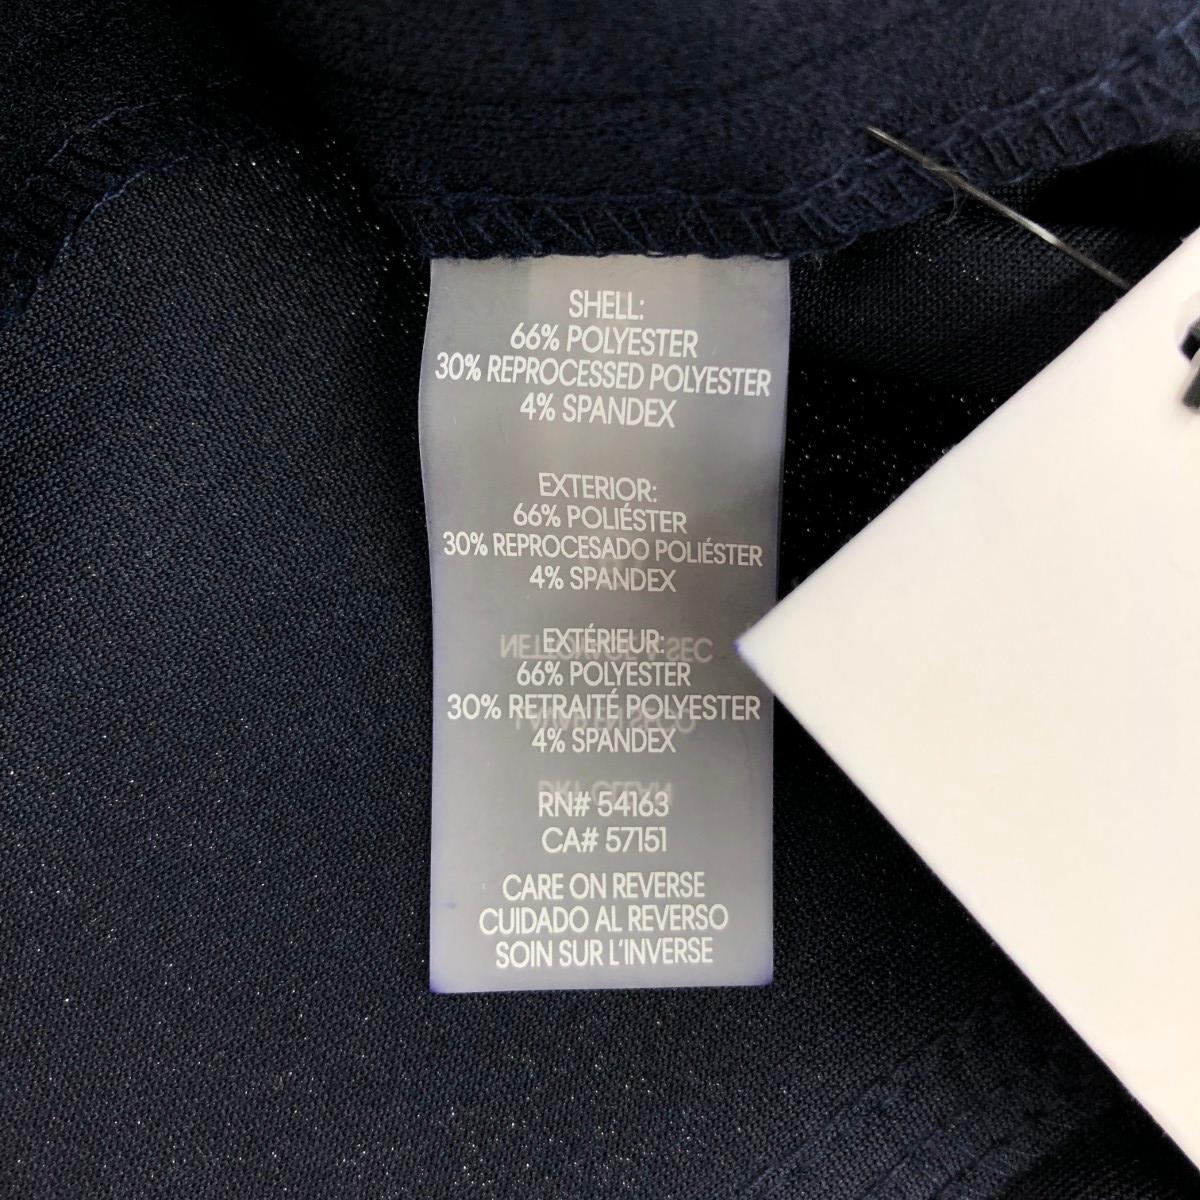 SHELL:
66% POLYESTER
30% REPROCESSED POLYESTER
4% SPANDEX
EXTERIOR:
66% POLIÉSTER
30% REPROCESADO POLIÉSTER
4% SPANDEX
EXTÉRIEUR:
66% POLYESTER
30% RETRAITÉ POLYESTER
4% SPANDEX
RN# 54163
CA# 57151
CARE ON REVERSE
CUIDADO AL REVERSO
SOIN SUR L'INVERSE